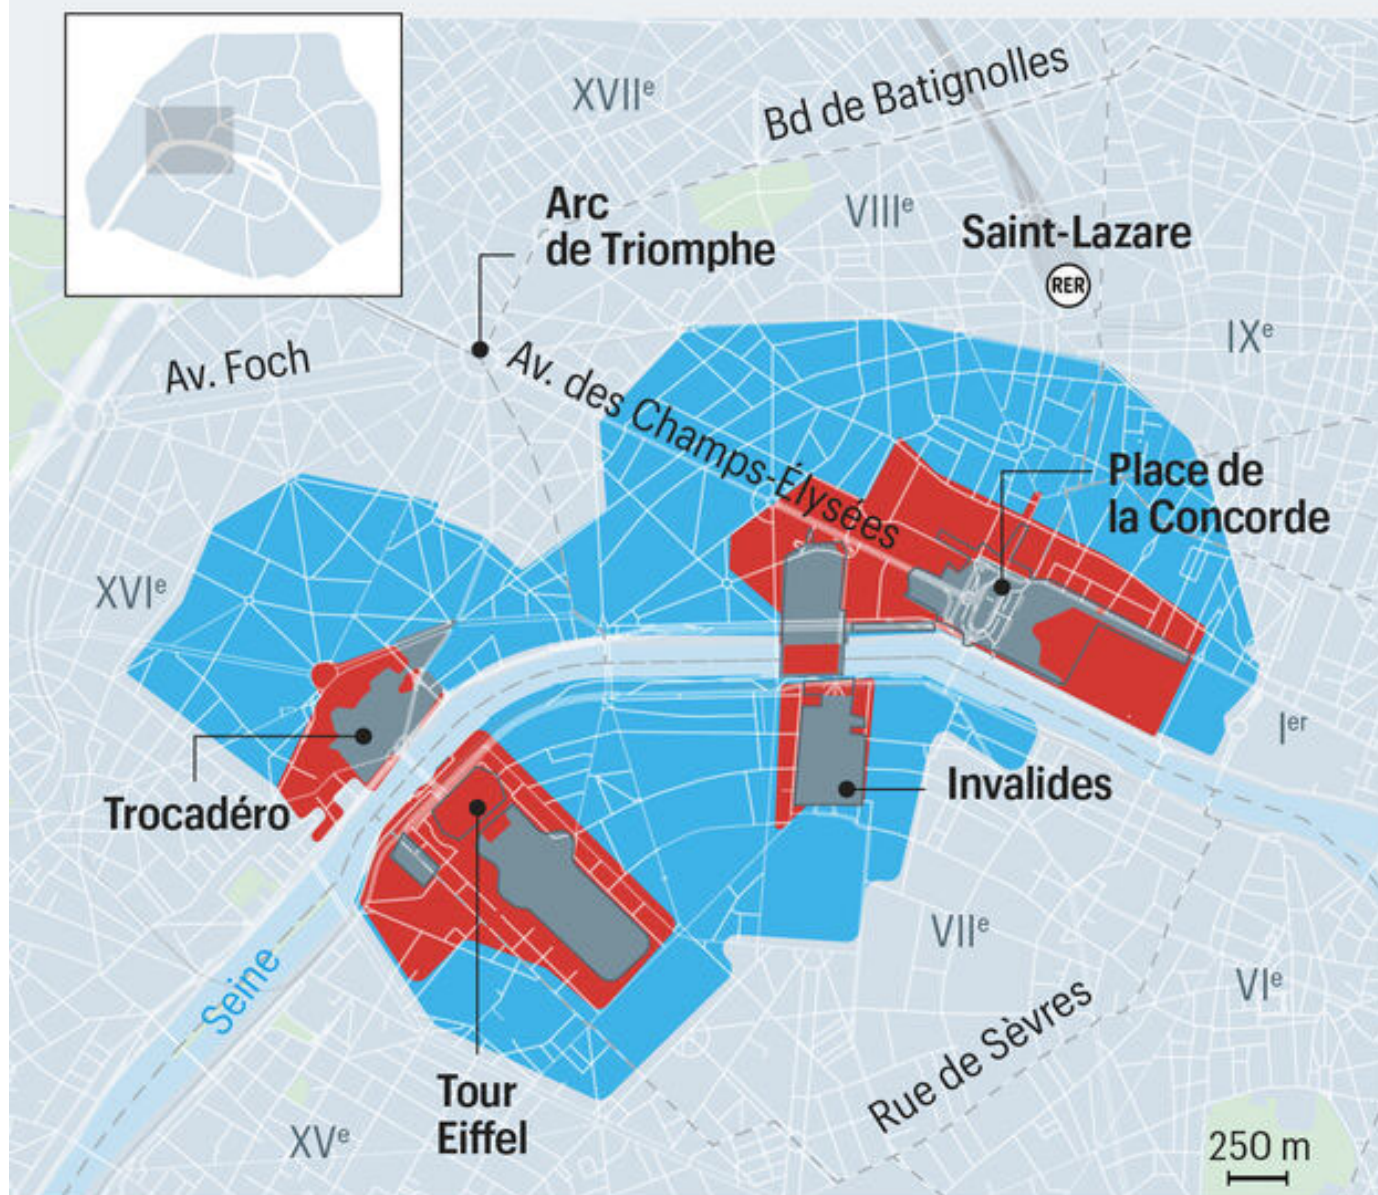 XVIIe
Bd de Batignolles
Arc
de Triomphe
VIIIe
Saint-Lazare
RER
IXe
Av. Foch
Av. des Champs-Élysées
Place de
la Concorde
XVIe
Ier
Trocadéro
Invalides
VIIe
VIe
Seine
Rue de Sèvres
Tour
Eiffel
XVe
250 m